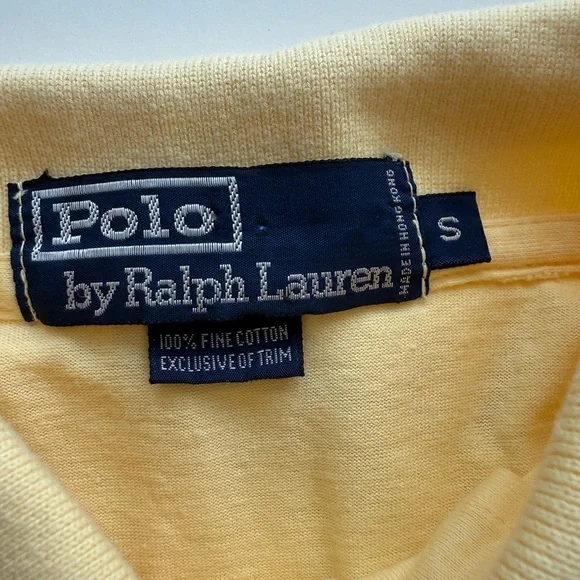 Polo
by Ralph Lauren
MADE IN HONG KONG
S
100% FINE COTTON
EXCLUSIVE OF TRIM